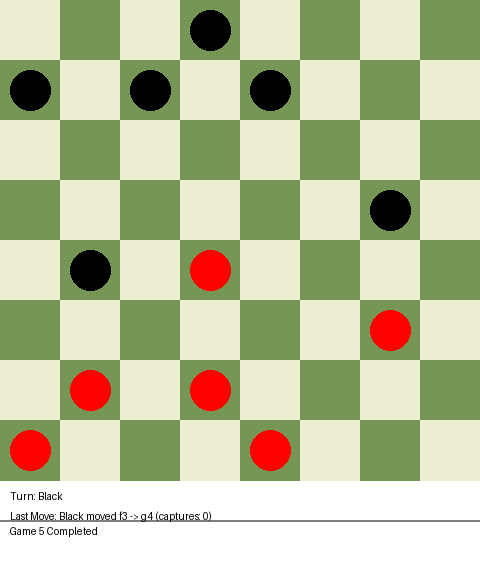 Turn: Black
Last Move: Black moved f3 -> g4 (captures: 0)
Game 5 Completed